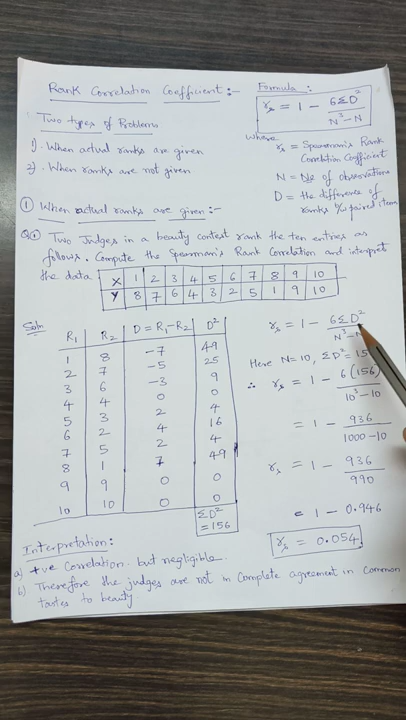 Rank Correlation Coefficient :-
Formula :
r_s = 1 - 6ΣD² / N³-N
Two types of Problems
1). When actual ranks are given
2). When ranks are not given
Where
r_s = Spearman's Rank
Correlation Coefficient
N = No of observations
D = the difference of
ranks b/w paired items
① When actual ranks are given :-
Q① Two Judges in a beauty contest rank the ten entries as
follows. Compute the Spearman's Rank Correlation and interpret
the data
X 1 2 3 4 5 6 7 8 9 10
Y 8 7 6 4 3 2 5 1 9 10
Soln
R₁ R₂ D = R₁-R₂ D²
1 8 -7 49
2 7 -5 25
3 6 -3 9
4 4 0 0
5 3 2 4
6 2 4 16
7 5 2 4
8 1 7 49
9 9 0 0
10 10 0 0
ΣD²
= 156
r_s = 1 - 6ΣD² / N³-N
Here N=10, ΣD²=15
∴ r_s = 1 - 6(156) / 10³-10
= 1 - 936 / 1000-10
r_s = 1 - 936 / 990
= 1 - 0.946
r_s = 0.054
Interpretation:
a) +ve Correlation but negligible.
b) Therefore the judges are not in Complete agreement in Common
tastes to beauty